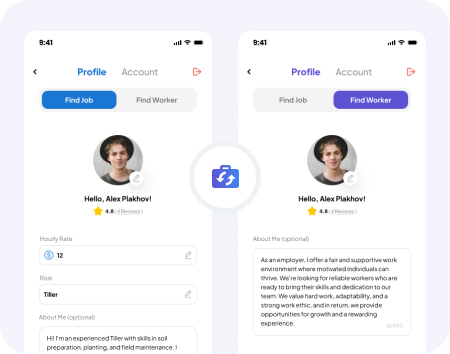 9:41
Profile Account
Find Job Find Worker
Hello, Alex Plakhov!
4.8 (4 Reviews)
Hourly Rate
12
Role
Tiller
About Me (optional)
Hi! I'm an experienced Tiller with skills in soil
preparation, planting, and field maintenance. I
9:41
Profile Account
Find Job Find Worker
Hello, Alex Plakhov!
4.8 (4 Reviews)
About Me (optional)
As an employer, I offer a fair and supportive work
environment where motivated individuals can
thrive. We're looking for reliable workers who are
ready to bring their skills and dedication to our
team. We value hard work, adaptability, and a
strong work ethic, and in return, we provide
opportunities for growth and a rewarding
experience.
0/400